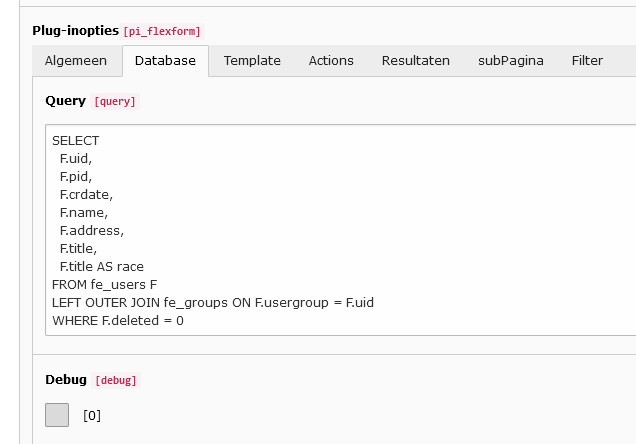 Plug-inopties [pi_flexform]
Algemeen Database Template Actions Resultaten subPagina Filter
Query [query]
SELECT
F.uid,
F.pid,
F.crdate,
F.name,
F.address,
F.title,
F.title AS race
FROM fe_users F
LEFT OUTER JOIN fe_groups ON F.usergroup = F.uid
WHERE F.deleted = 0
Debug [debug]
[0]